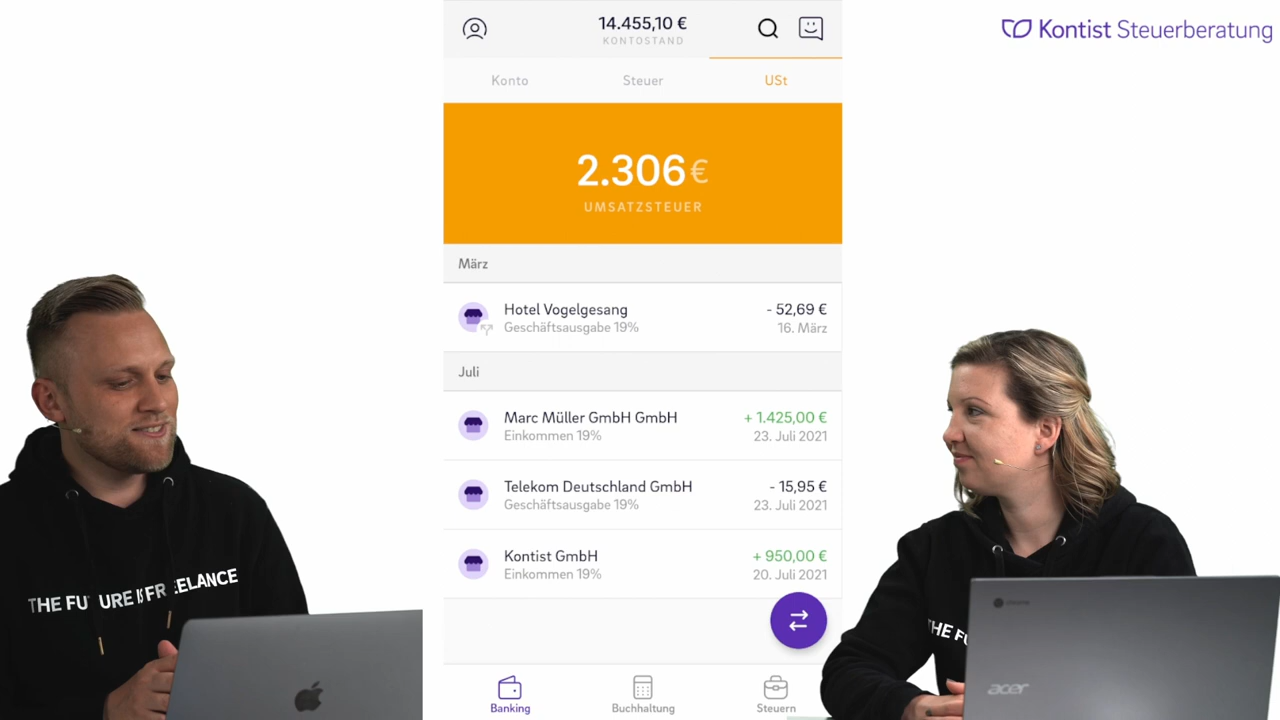 14.455,10 €
KONTOSTAND
Kontist Steuerberatung
Konto
Steuer
USt
2.306 €
UMSATZSTEUER
März
Hotel Vogelgesang
- 52,69 €
Geschäftsausgabe 19%
16. März
Juli
Marc Müller GmbH GmbH
+ 1.425,00 €
Einkommen 19%
23. Juli 2021
Telekom Deutschland GmbH
- 15,95 €
Geschäftsausgabe 19%
23. Juli 2021
Kontist GmbH
+ 950,00 €
Einkommen 19%
20. Juli 2021
THE FUTURE IS FREELANCE
THE FU
acer
Banking
Buchhaltung
Steuern